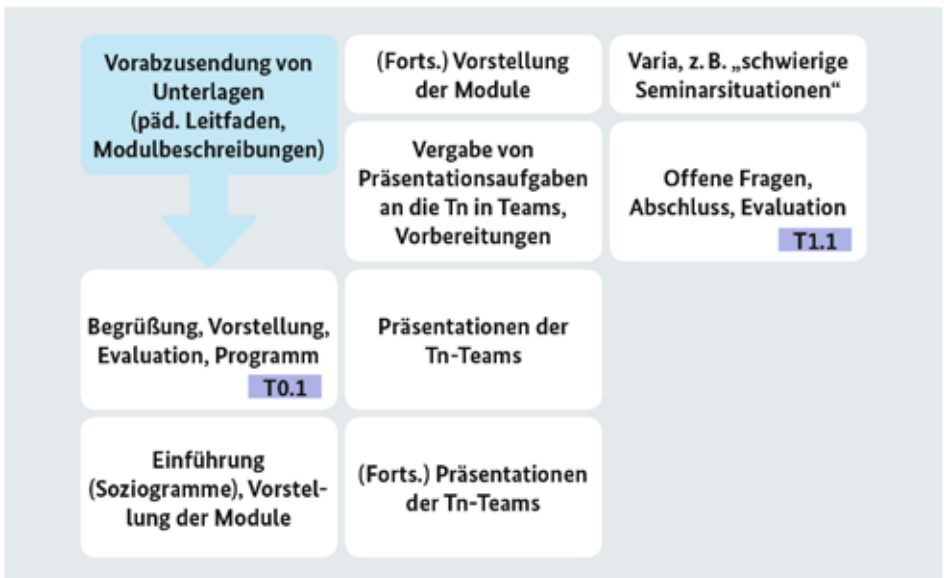 Vorabzusendung von
Unterlagen
(päd. Leitfaden,
Modulbeschreibungen)
Begrüßung, Vorstellung,
Evaluation, Programm
T0.1
Einführung
(Soziogramme), Vorstel-
lung der Module
(Forts.) Vorstellung
der Module
Vergabe von
Präsentationsaufgaben
an die Tn in Teams,
Vorbereitungen
Präsentationen der
Tn-Teams
(Forts.) Präsentationen
der Tn-Teams
Varia, z. B. „schwierige
Seminarsituationen“
Offene Fragen,
Abschluss, Evaluation
T1.1